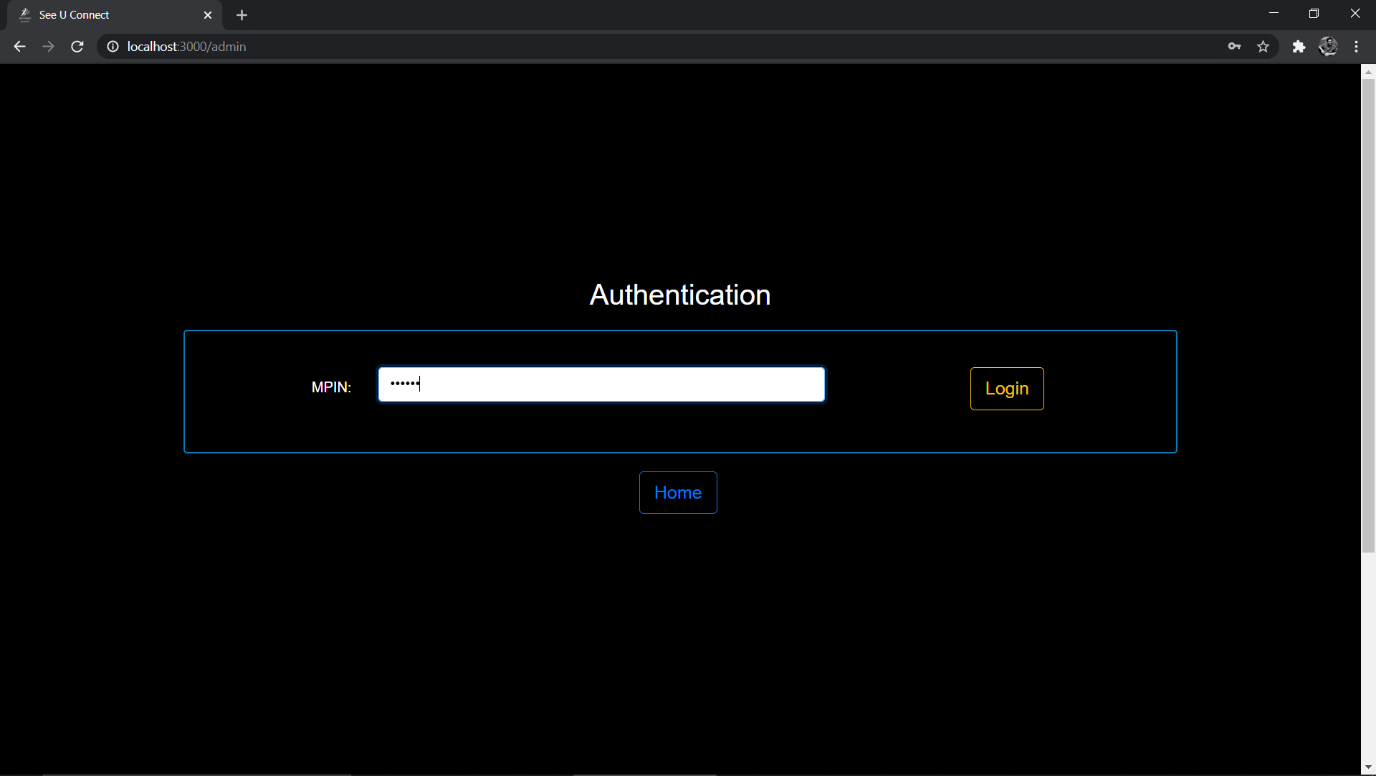 See U Connect
localhost:3000/admin
Authentication
MPIN: ••••••
Login
Home